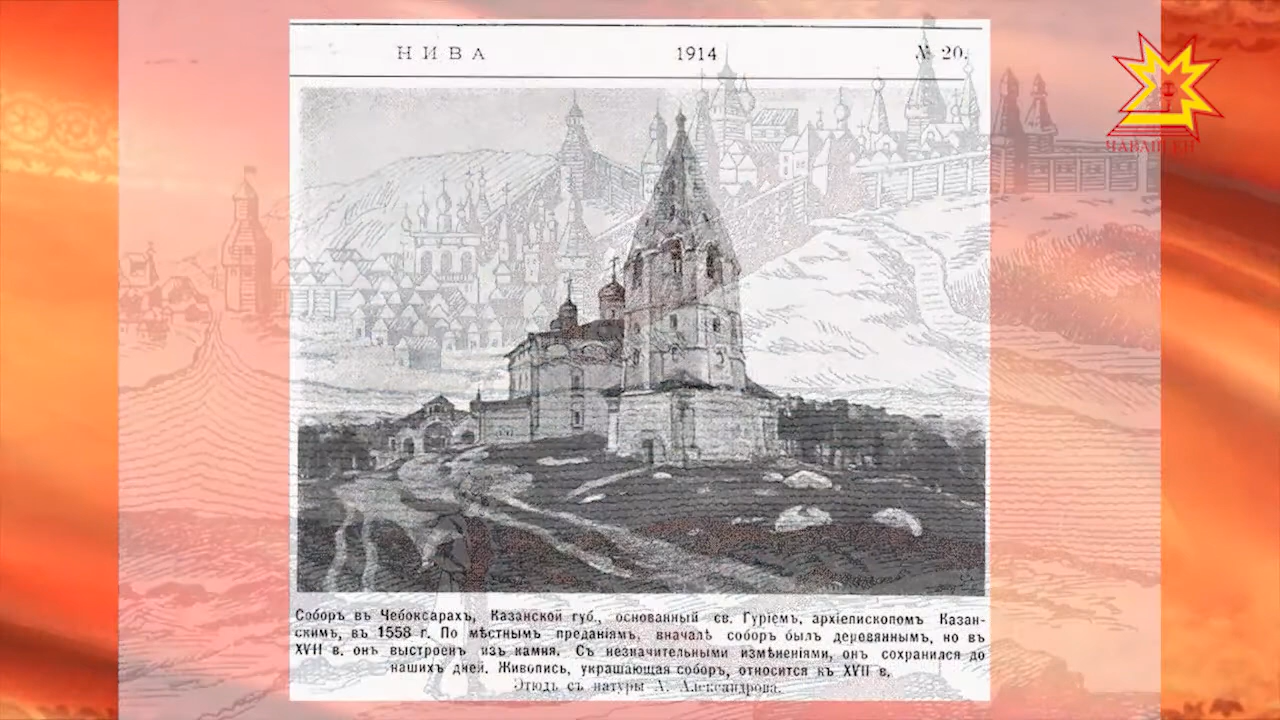 НИВА 1914 № 20.
ЧĂВАШ ЕН
Соборъ въ Чебоксарахъ, Казанской губ., основанный св. Гуріемъ, архіепископомъ Казан-
скимъ, въ 1558 г. По мѣстнымъ преданіямъ, вначалѣ соборъ былъ деревяннымъ, но въ
XVII в. онъ выстроенъ изъ камня. Съ незначительными измѣненіями, онъ сохранился до
нашихъ дней. Живопись, украшающая соборъ, относится къ XVII в.
Этюдъ съ натуры А. Александрова.